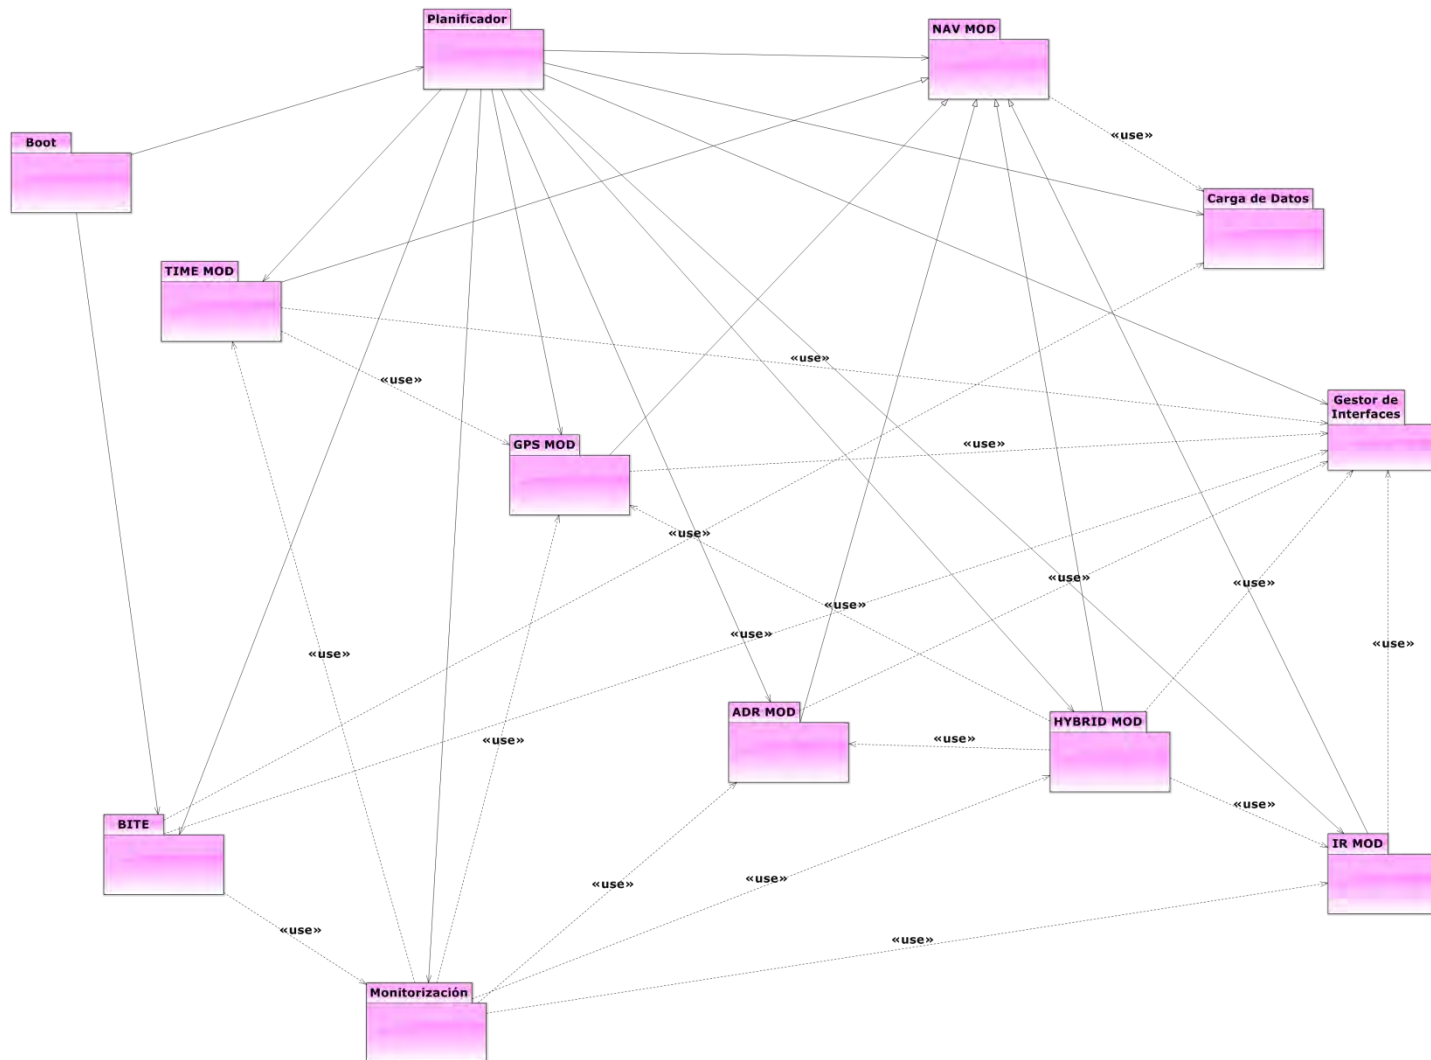 Planificador
NAV MOD
Boot
«use»
Carga de Datos
TIME MOD
«use»
«use»
Gestor de
Interfaces
GPS MOD
«use»
«use»
«use»
«use»
«use»
«use»
«use»
«use»
ADR MOD
HYBRID MOD
«use»
«use»
«use»
BITE
IR MOD
«use»
«use»
«use»
«use»
Monitorización